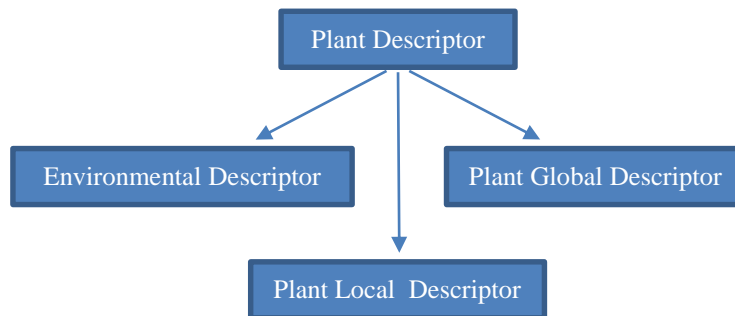 Plant Descriptor
Environmental Descriptor
Plant Global Descriptor
Plant Local  Descriptor